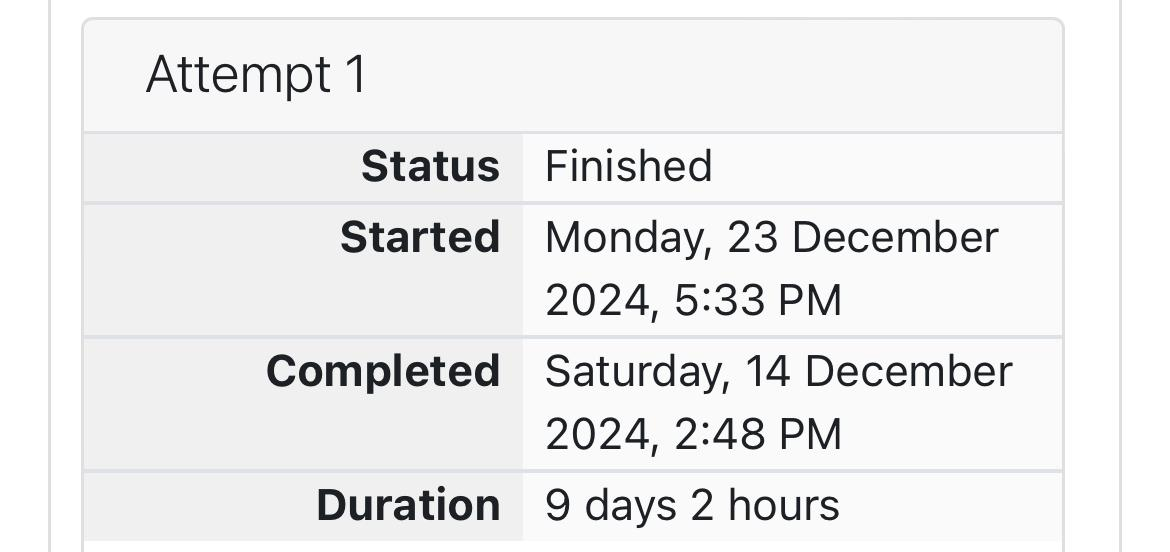 Attempt 1
Status Finished
Started Monday, 23 December
2024, 5:33 PM
Completed Saturday, 14 December
2024, 2:48 PM
Duration 9 days 2 hours